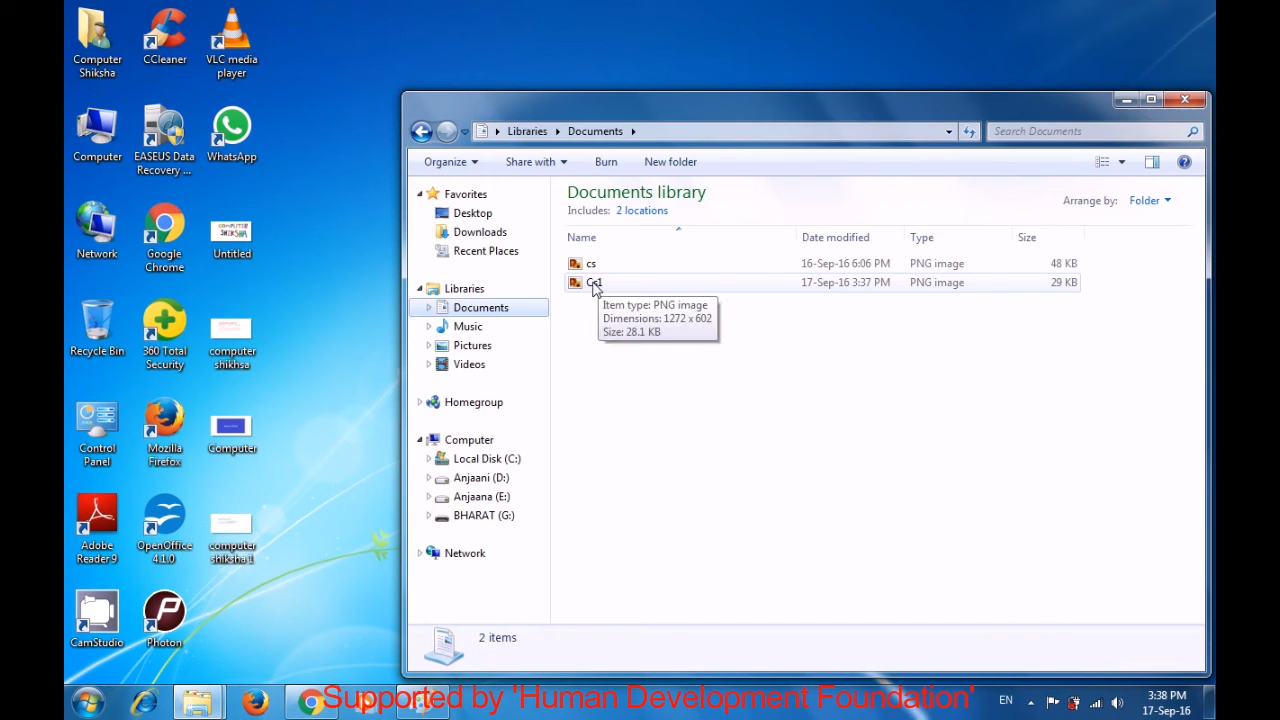 Computer
Shiksha
CCleaner
VLC media
player
Computer
EASEUS Data
Recovery ...
WhatsApp
Network
Google
Chrome
COMPUTER
SHIKSHA
Untitled
Recycle Bin
360 Total
Security
computer
shikhsa
Control
Panel
Mozilla
Firefox
Computer
Adobe
Reader 9
OpenOffice
4.1.0
computer
shiksha 1
CamStudio
Photon
Libraries
Documents
Search Documents
Organize
Share with
Burn
New folder
Favorites
Desktop
Downloads
Recent Places
Libraries
Documents
Music
Pictures
Videos
Homegroup
Computer
Local Disk (C:)
Anjaani (D:)
Anjaana (E:)
BHARAT (G:)
Network
Documents library
Includes: 2 locations
Arrange by: Folder
Name Date modified Type Size
cs 16-Sep-16 6:06 PM PNG image 48 KB
Cs1 17-Sep-16 3:37 PM PNG image 29 KB
Item type: PNG image
Dimensions: 1272 x 602
Size: 28.1 KB
2 items
Supported by 'Human Development Foundation'
EN
3:38 PM
17-Sep-16